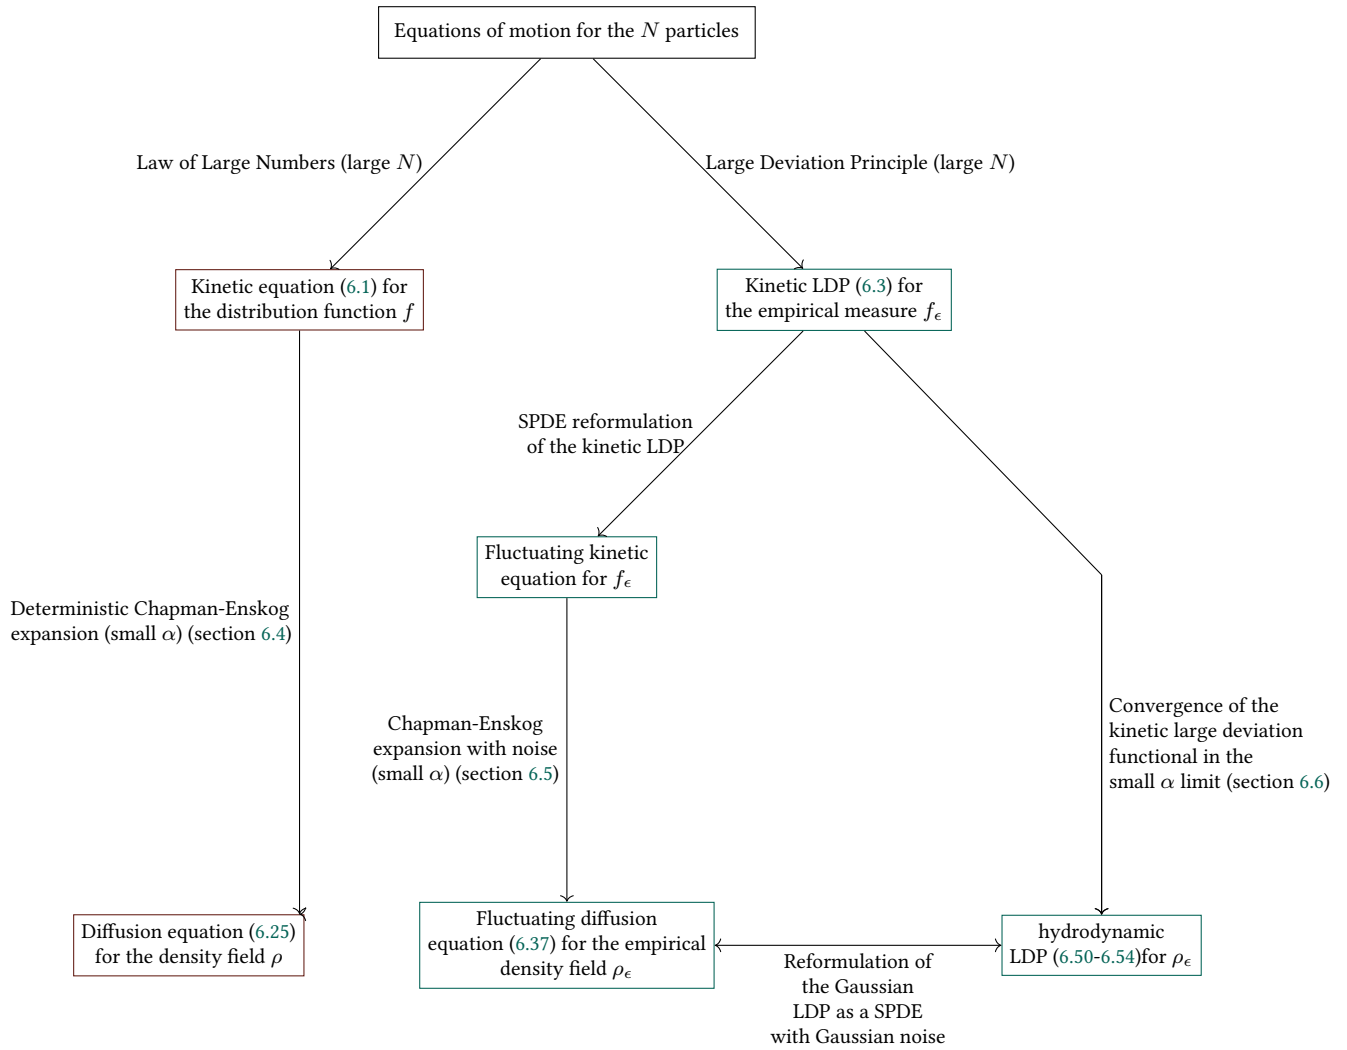 Equations of motion for the N particles
Law of Large Numbers (large N)
Large Deviation Principle (large N)
Kinetic equation (6.1) for
the distribution function f
Kinetic LDP (6.3) for
the empirical measure f_ϵ
SPDE reformulation
of the kinetic LDP
Fluctuating kinetic
equation for f_ϵ
Deterministic Chapman-Enskog
expansion (small α) (section 6.4)
Chapman-Enskog
expansion with noise
(small α) (section 6.5)
Convergence of the
kinetic large deviation
functional in the
small α limit (section 6.6)
Diffusion equation (6.25)
for the density field ρ
Fluctuating diffusion
equation (6.37) for the empirical
density field ρ_ϵ
hydrodynamic
LDP (6.50-6.54)for ρ_ϵ
Reformulation of
the Gaussian
LDP as a SPDE
with Gaussian noise